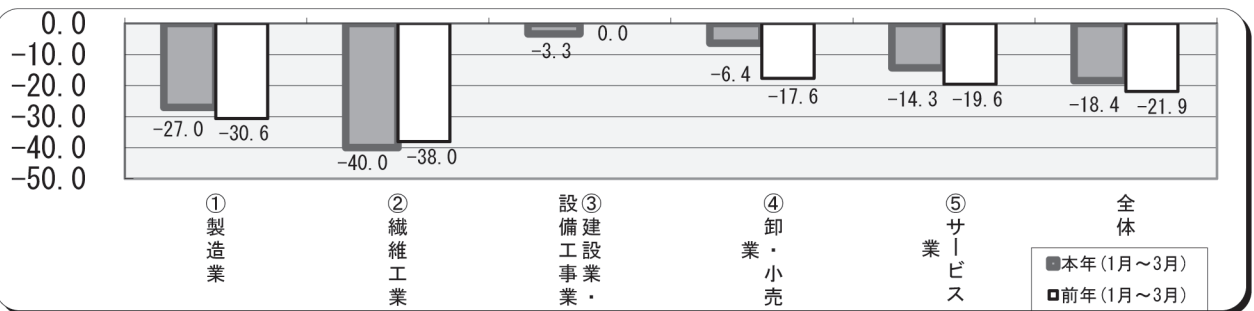 0.0
-10.0
-20.0
-30.0
-40.0
-50.0
-27.0
-30.6
-40.0
-38.0
-3.3
0.0
-6.4
-17.6
-14.3
-19.6
-18.4
-21.9
①製造業
②繊維工業
③建設業・
設備工事業
④卸・小売
業
⑤サービス
業
全体
本年(1月～3月)
前年(1月～3月)